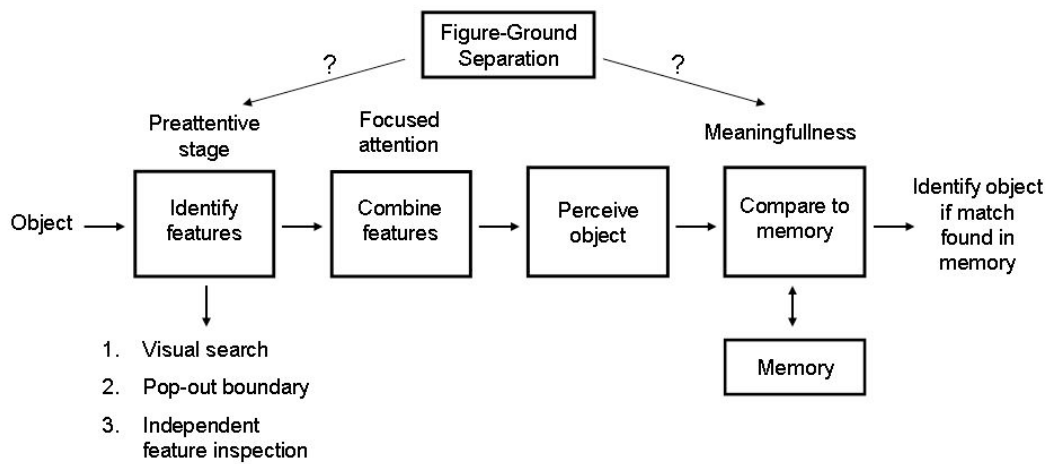 Figure-Ground
Separation
?
?
Preattentive
stage
Focused
attention
Meaningfullness
Object
Identify
features
Combine
features
Perceive
object
Compare to
memory
Identify object
if match
found in
memory
1. Visual search
2. Pop-out boundary
3. Independent
feature inspection
Memory